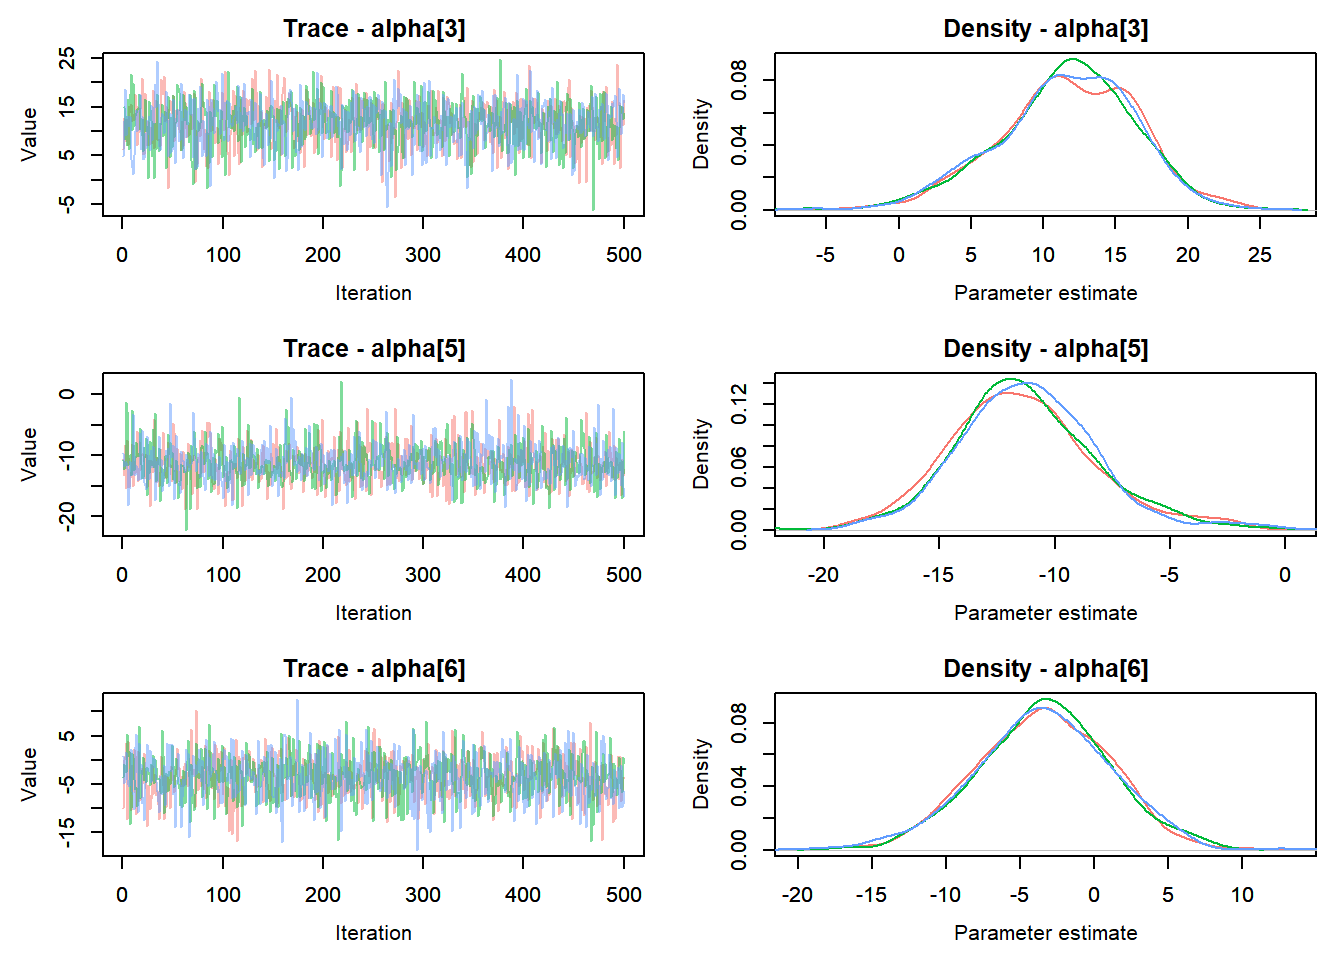 Trace - alpha[3]
Value
25
15
5
-5
0 100 200 300 400 500
Iteration
Density - alpha[3]
Density
0.08
0.04
0.00
-5 0 5 10 15 20 25
Parameter estimate
Trace - alpha[5]
Value
0
-10
-20
0 100 200 300 400 500
Iteration
Density - alpha[5]
Density
0.12
0.06
0.00
-20 -15 -10 -5 0
Parameter estimate
Trace - alpha[6]
Value
5
-5
-15
0 100 200 300 400 500
Iteration
Density - alpha[6]
Density
0.08
0.04
0.00
-20 -15 -10 -5 0 5 10
Parameter estimate